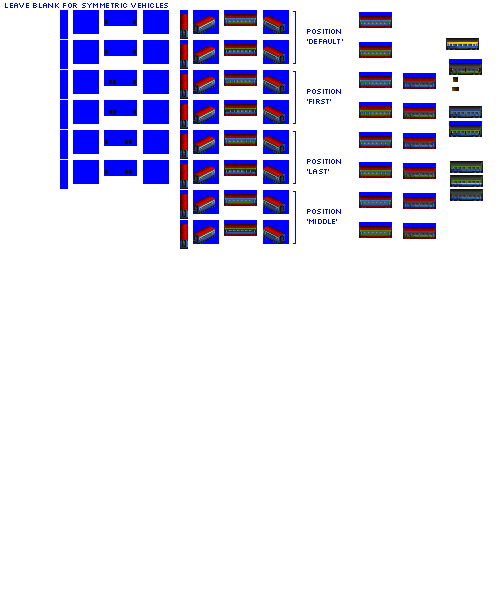 LEAVE BLANK FOR SYMMETRIC VEHICLES
POSITION
'DEFAULT'
POSITION
'FIRST'
POSITION
'LAST'
POSITION
'MIDDLE'